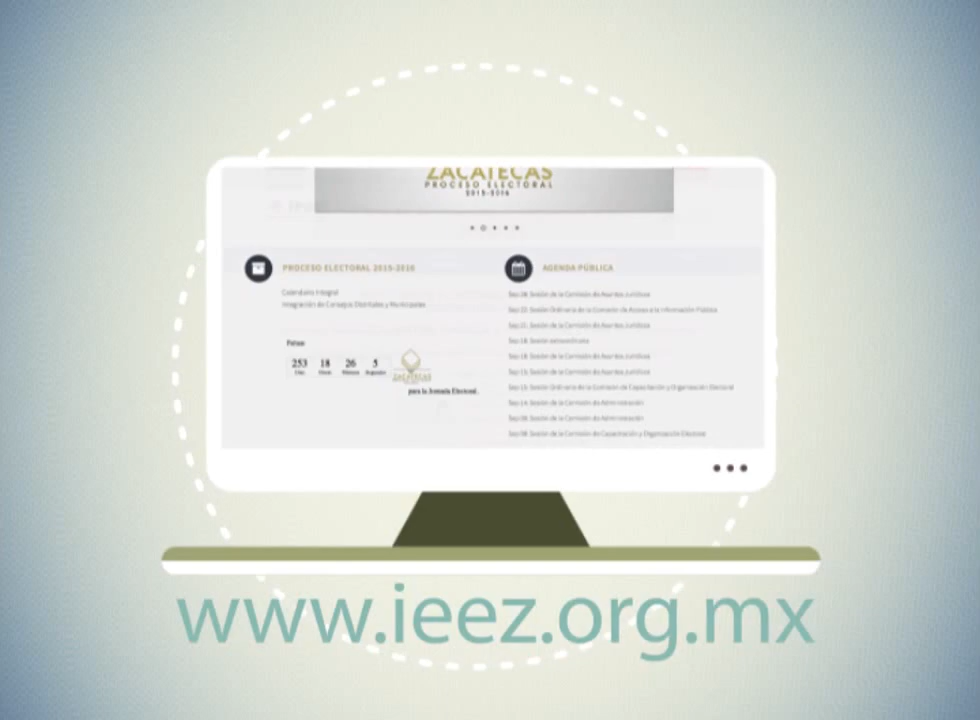 ZACATECAS
PROCESO ELECTORAL
2015-2016
PROCESO ELECTORAL 2015-2016
Calendario Integral
Integración de Consejos Distritales y Municipales
Faltan
253 18 26 5
Días Horas Minutos Segundos
ZACATECAS
para la Jornada Electoral.
AGENDA PÚBLICA
Sesión de la Comisión de Asuntos Jurídicos
Sesión Ordinaria de la Comisión de Acceso a la Información Pública
Sesión de la Comisión de Asuntos Jurídicos
Sesión extraordinaria
Sesión de la Comisión de Asuntos Jurídicos
Sesión de la Comisión de Asuntos Jurídicos
Sesión Ordinaria de la Comisión de Capacitación y Organización Electoral
Sesión de la Comisión de Administración
Sesión de la Comisión de Administración
Sesión de la Comisión de Capacitación y Organización Electoral
www.ieez.org.mx